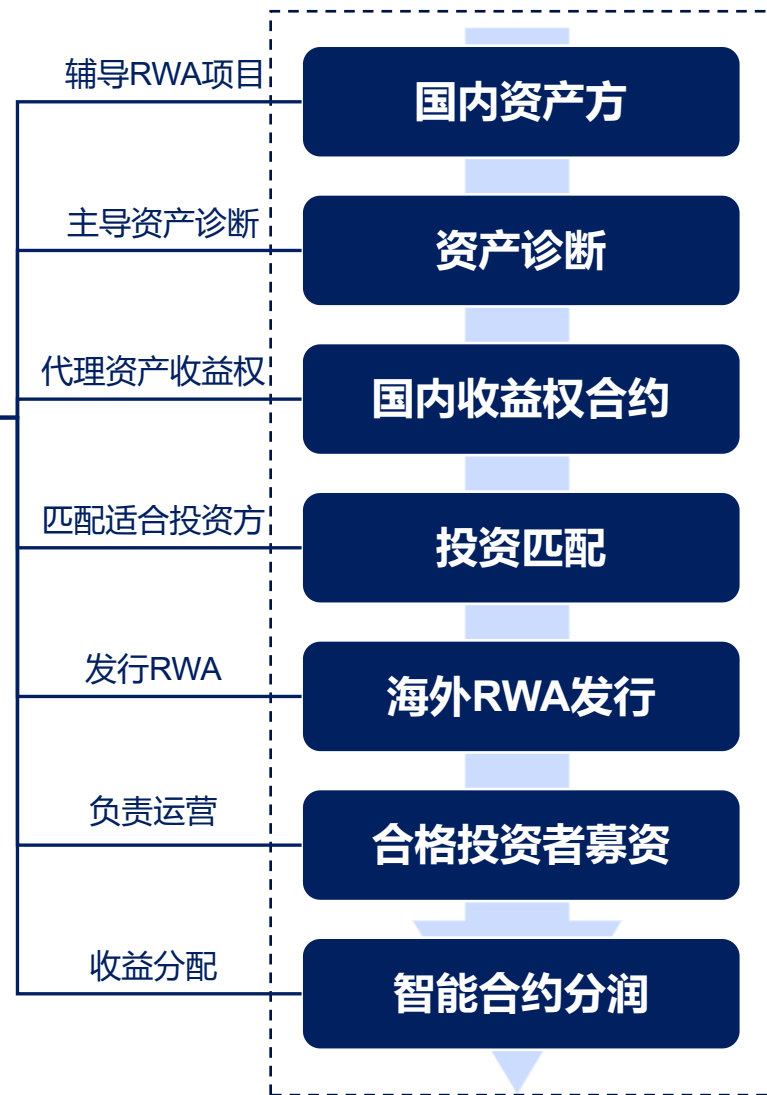 辅导RWA项目
国内资产方
主导资产诊断
资产诊断
代理资产收益权
国内收益权合约
匹配适合投资方
投资匹配
发行RWA
海外RWA发行
负责运营
合格投资者募资
收益分配
智能合约分润